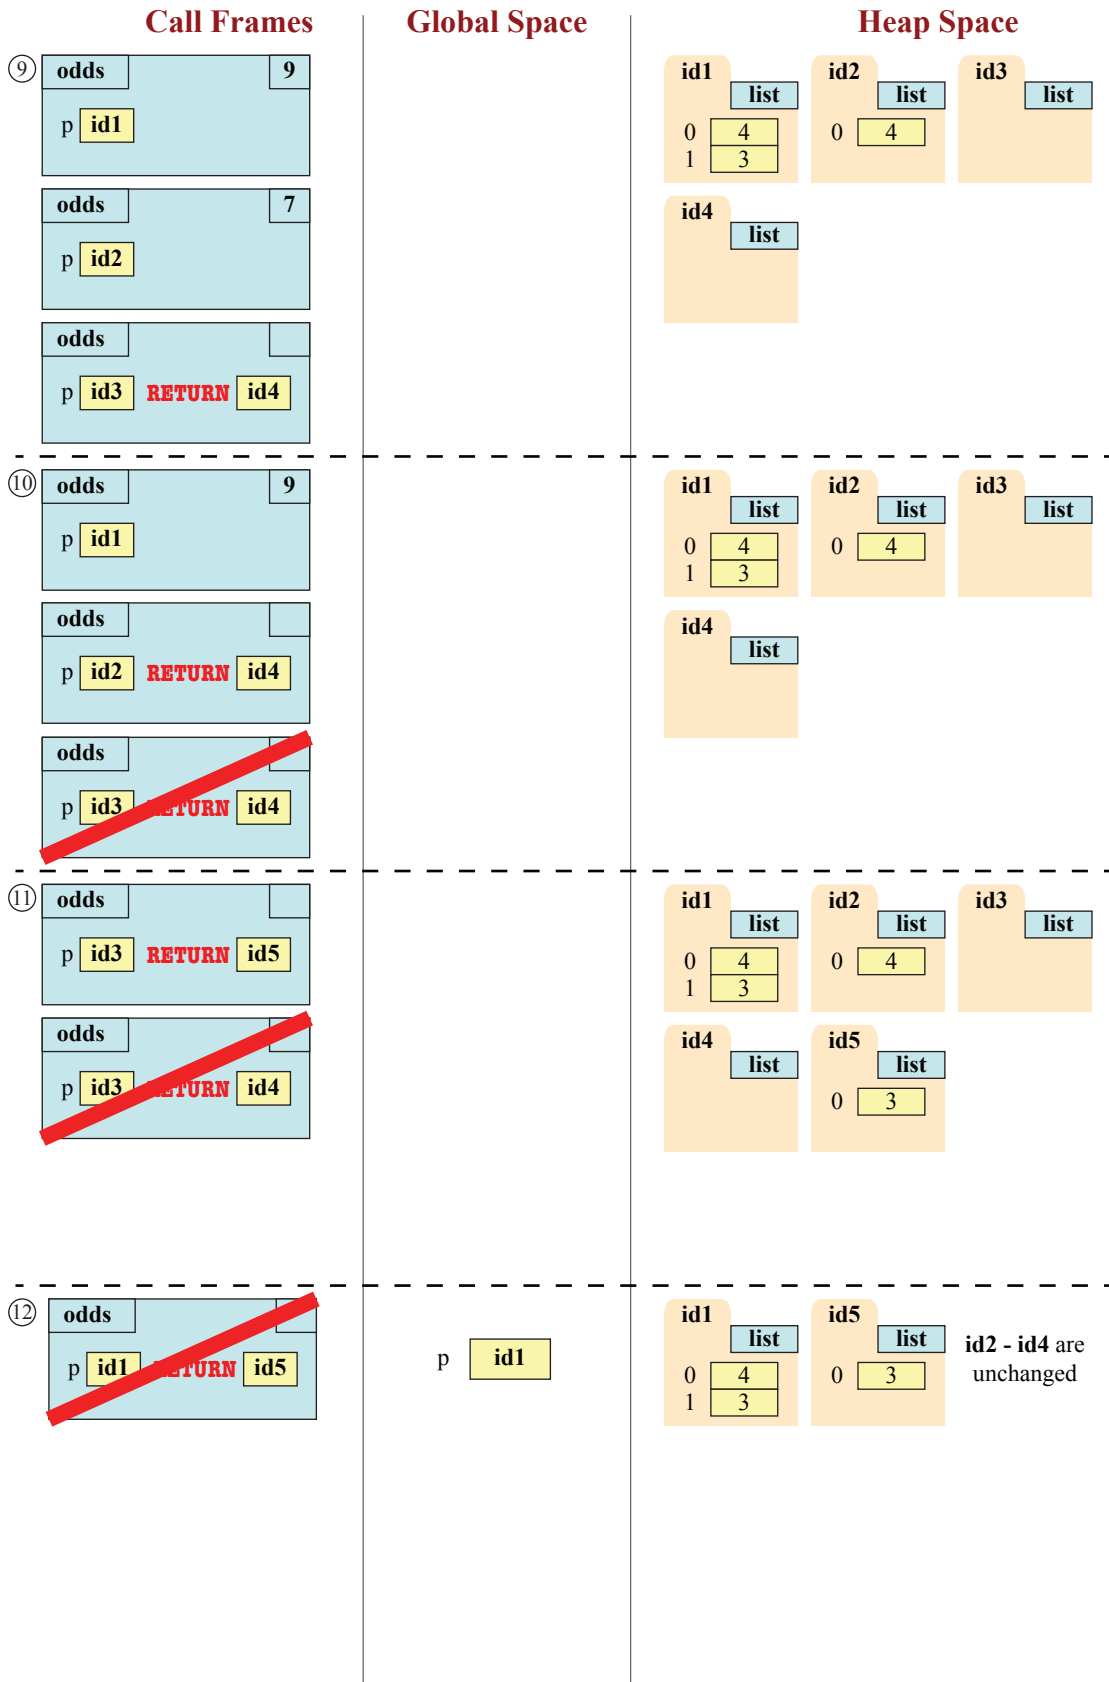 Call Frames Global Space Heap Space
9
odds 9
p id1
odds 7
p id2
odds
p id3 RETURN id4
id1 list
0 4
1 3
id2 list
0 4
id3 list
id4 list
10
odds 9
p id1
odds
p id2 RETURN id4
odds
p id3 RETURN id4
id1 list
0 4
1 3
id2 list
0 4
id3 list
id4 list
11
odds
p id3 RETURN id5
odds
p id3 RETURN id4
id1 list
0 4
1 3
id2 list
0 4
id3 list
id4 list
id5 list
0 3
12
odds
p id1 RETURN id5
p id1
id1 list
0 4
1 3
id5 list
0 3
id2 - id4 are
unchanged